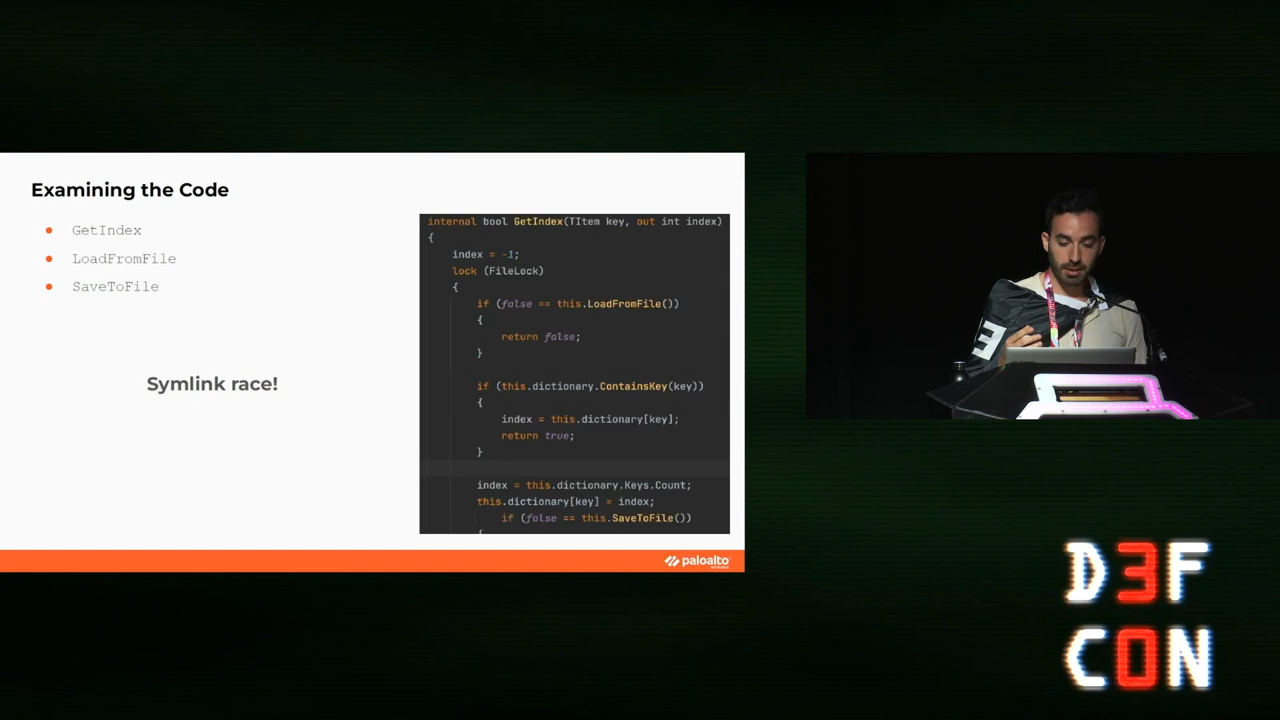 Examining the Code
GetIndex
LoadFromFile
SaveToFile
Symlink race!
internal bool GetIndex(TItem key, out int index)
{
index = -1;
lock (FileLock)
{
if (false == this.LoadFromFile())
{
return false;
}
if (this.dictionary.ContainsKey(key))
{
index = this.dictionary[key];
return true;
}
index = this.dictionary.Keys.Count;
this.dictionary[key] = index;
if (false == this.SaveToFile())
{
paloalto
3
D3F
CON